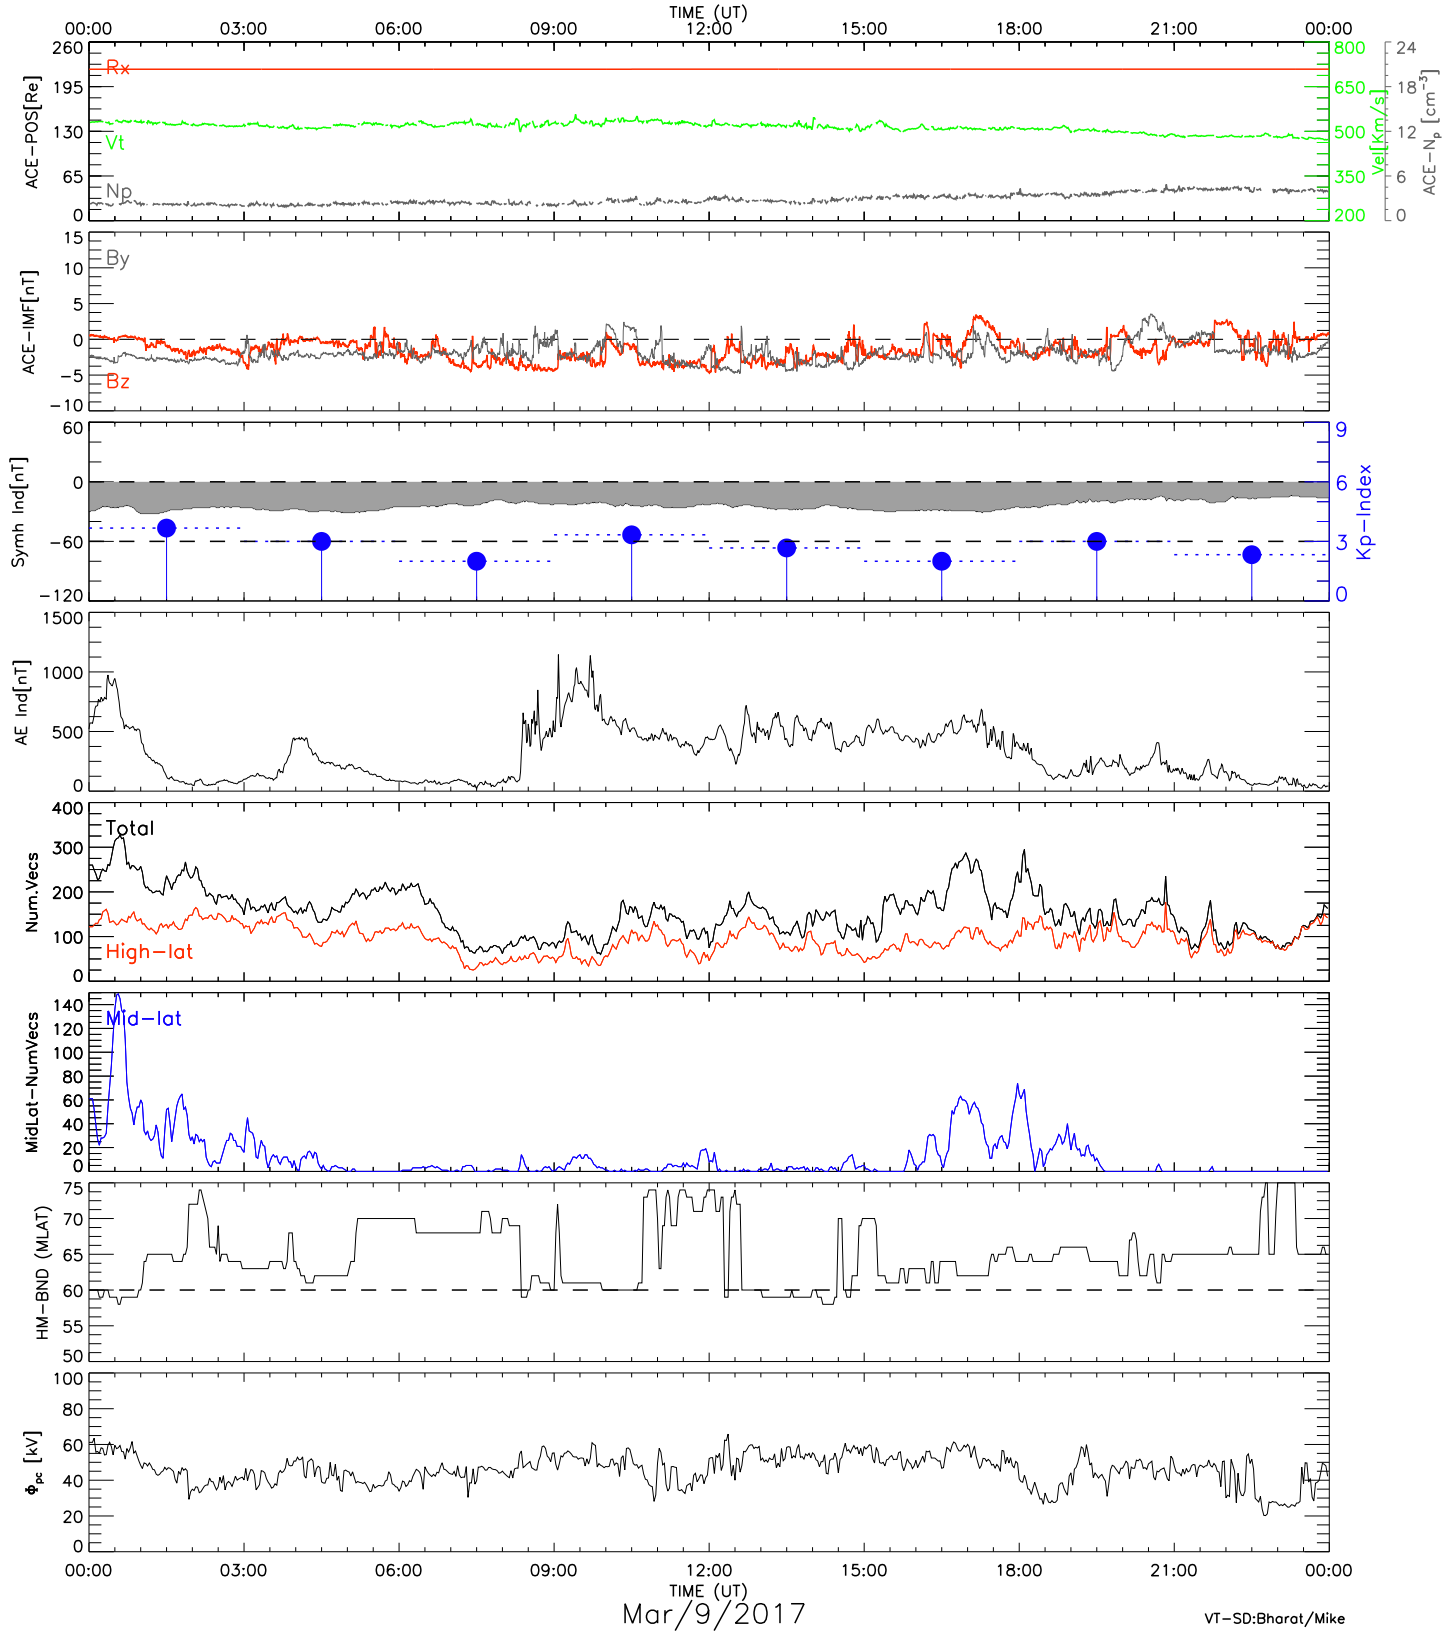 TIME (UT)
00:00 03:00 06:00 09:00 12:00 15:00 18:00 21:00 00:00
ACE-POS[Re]
260
195
130
65
0
Rx
Vt
Np
800
650
500
350
200
Vel[Km/s]
24
18
12
6
0
ACE-Np [cm-3]
ACE-IMF[nT]
15
10
5
0
-5
-10
By
Bz
Symh Ind[nT]
60
0
-60
-120
9
6
3
0
Kp-Index
AE Ind[nT]
1500
1000
500
0
Num.Vecs
400
300
200
100
0
Total
High-lat
MidLat-NumVecs
140
120
100
80
60
40
20
0
Mid-lat
HM-BND (MLAT)
75
70
65
60
55
50
Φpc [kV]
100
80
60
40
20
0
00:00 03:00 06:00 09:00 12:00 15:00 18:00 21:00 00:00
TIME (UT)
Mar/9/2017
VT-SD:Bharat/Mike